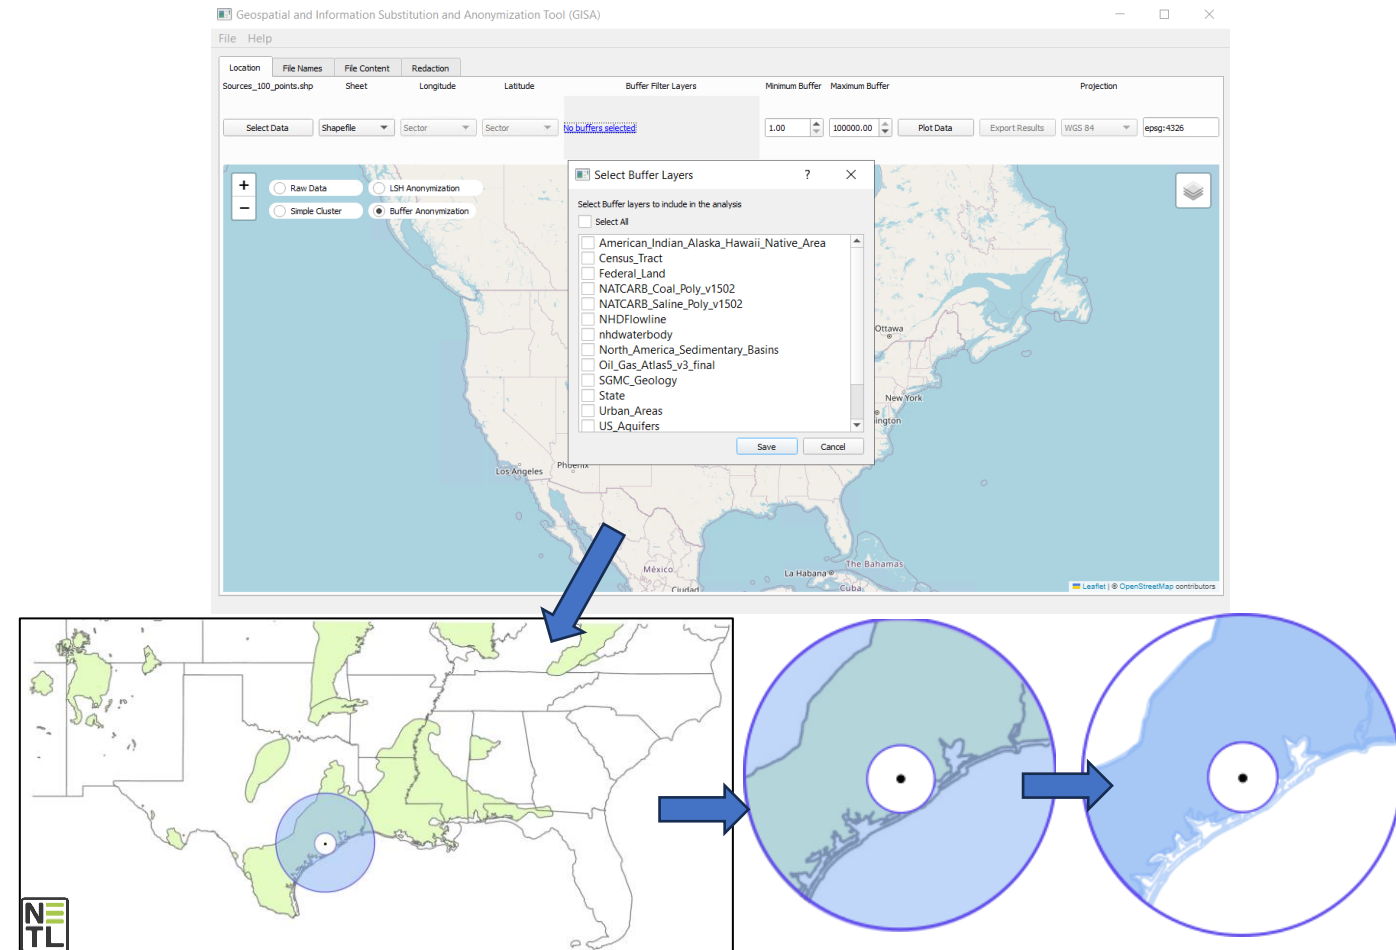 Geospatial and Information Substitution and Anonymization Tool (GISA)
File Help
Location File Names File Content Redaction
Sources_100_points.shp Sheet Longitude Latitude Buffer Filter Layers Minimum Buffer Maximum Buffer Projection
Select Data Shapefile Sector Sector No buffers selected 1.00 100000.00 Plot Data Export Results WGS 84 epsg:4326
+
−
Raw Data LSH Anonymization
Simple Cluster Buffer Anonymization
Select Buffer Layers ?
Select Buffer layers to include in the analysis
Select All
American_Indian_Alaska_Hawaii_Native_Area
Census_Tract
Federal_Land
NATCARB_Coal_Poly_v1502
NATCARB_Saline_Poly_v1502
NHDFlowline
nhdwaterbody
North_America_Sedimentary_Basins
Oil_Gas_Atlas5_v3_final
SGMC_Geology
State
Urban_Areas
US_Aquifers
Save Cancel
Ottawa
New York
ington
Los Angeles Phoenix
México
Ciudad
La Habana
The Bahamas
Cuba
Leaflet | © OpenStreetMap contributors
NETL